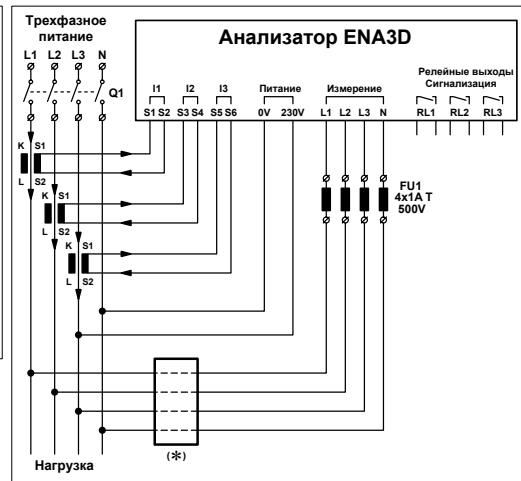 Трехфазное
питание
L1 L2 L3 N
Q1
Анализатор ENA3D
Релейные выходы
Сигнализация
I1 I2 I3 Питание Измерение
S1 S2 S3 S4 S5 S6 0V 230V L1 L2 L3 N RL1 RL2 RL3
K S1
L S2
K S1
L S2
K S1
L S2
FU1
4x1A T
500V
(*)
Нагрузка